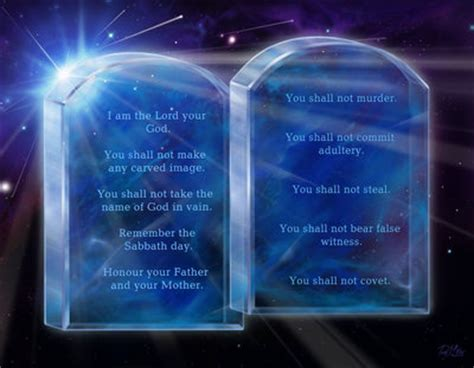 I am the Lord your
God.
You shall not make
any carved image.
You shall not take the
name of God in vain.
Remember the
Sabbath day.
Honour your Father
and your Mother.
You shall not murder.
You shall not commit
adultery.
You shall not steal.
You shall not bear false
witness.
You shall not covet.